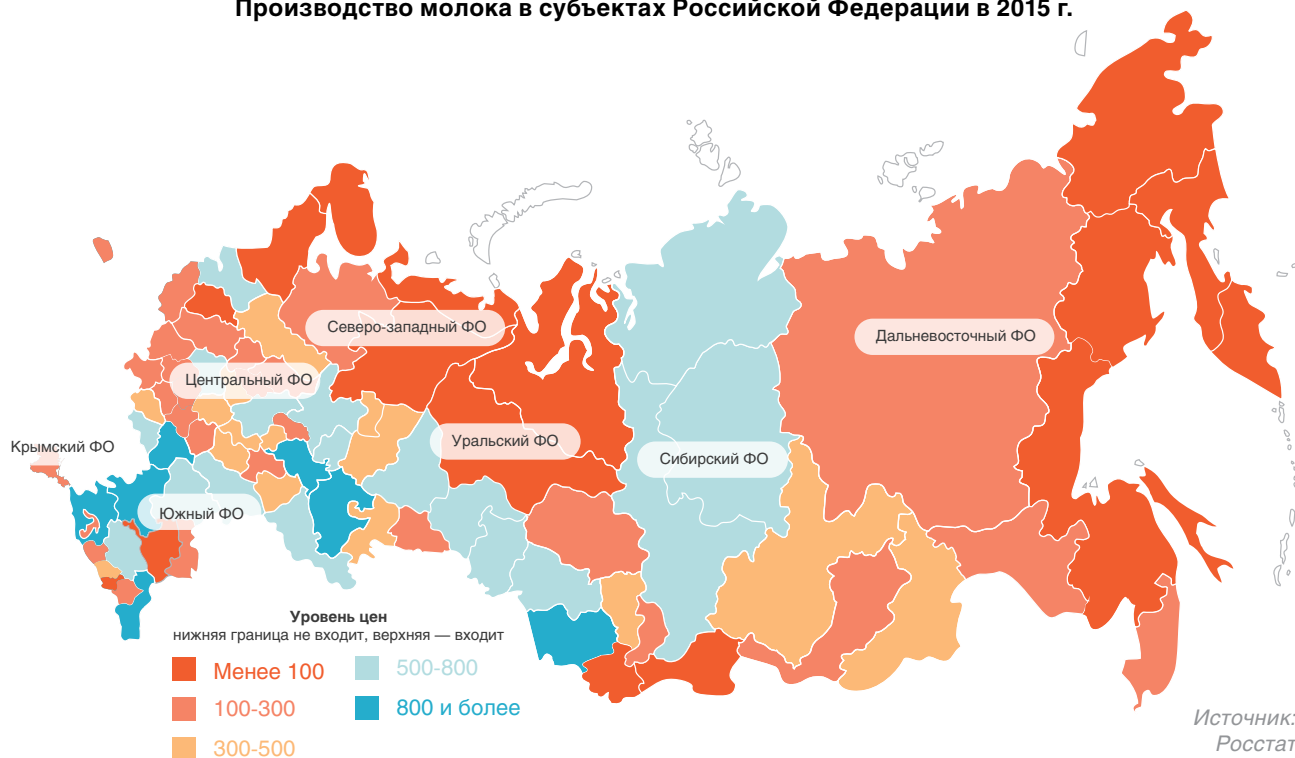 Производство молока в субъектах Российской Федерации в 2015 г.
Северо-западный ФО
Дальневосточный ФО
Центральный ФО
Крымский ФО
Уральский ФО
Сибирский ФО
Южный ФО
Уровень цен
нижняя граница не входит, верхняя — входит
Менее 100
500-800
100-300
800 и более
300-500
Источник:
Росстат